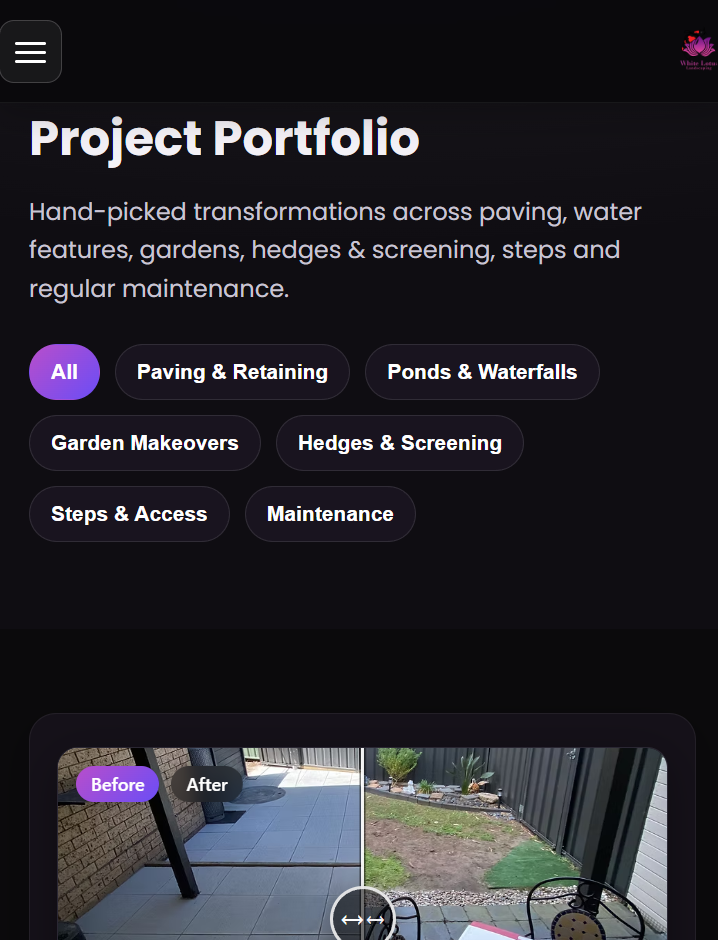 White Lotus
Project Portfolio
Hand-picked transformations across paving, water
features, gardens, hedges & screening, steps and
regular maintenance.
All
Paving & Retaining
Ponds & Waterfalls
Garden Makeovers
Hedges & Screening
Steps & Access
Maintenance
Before
After